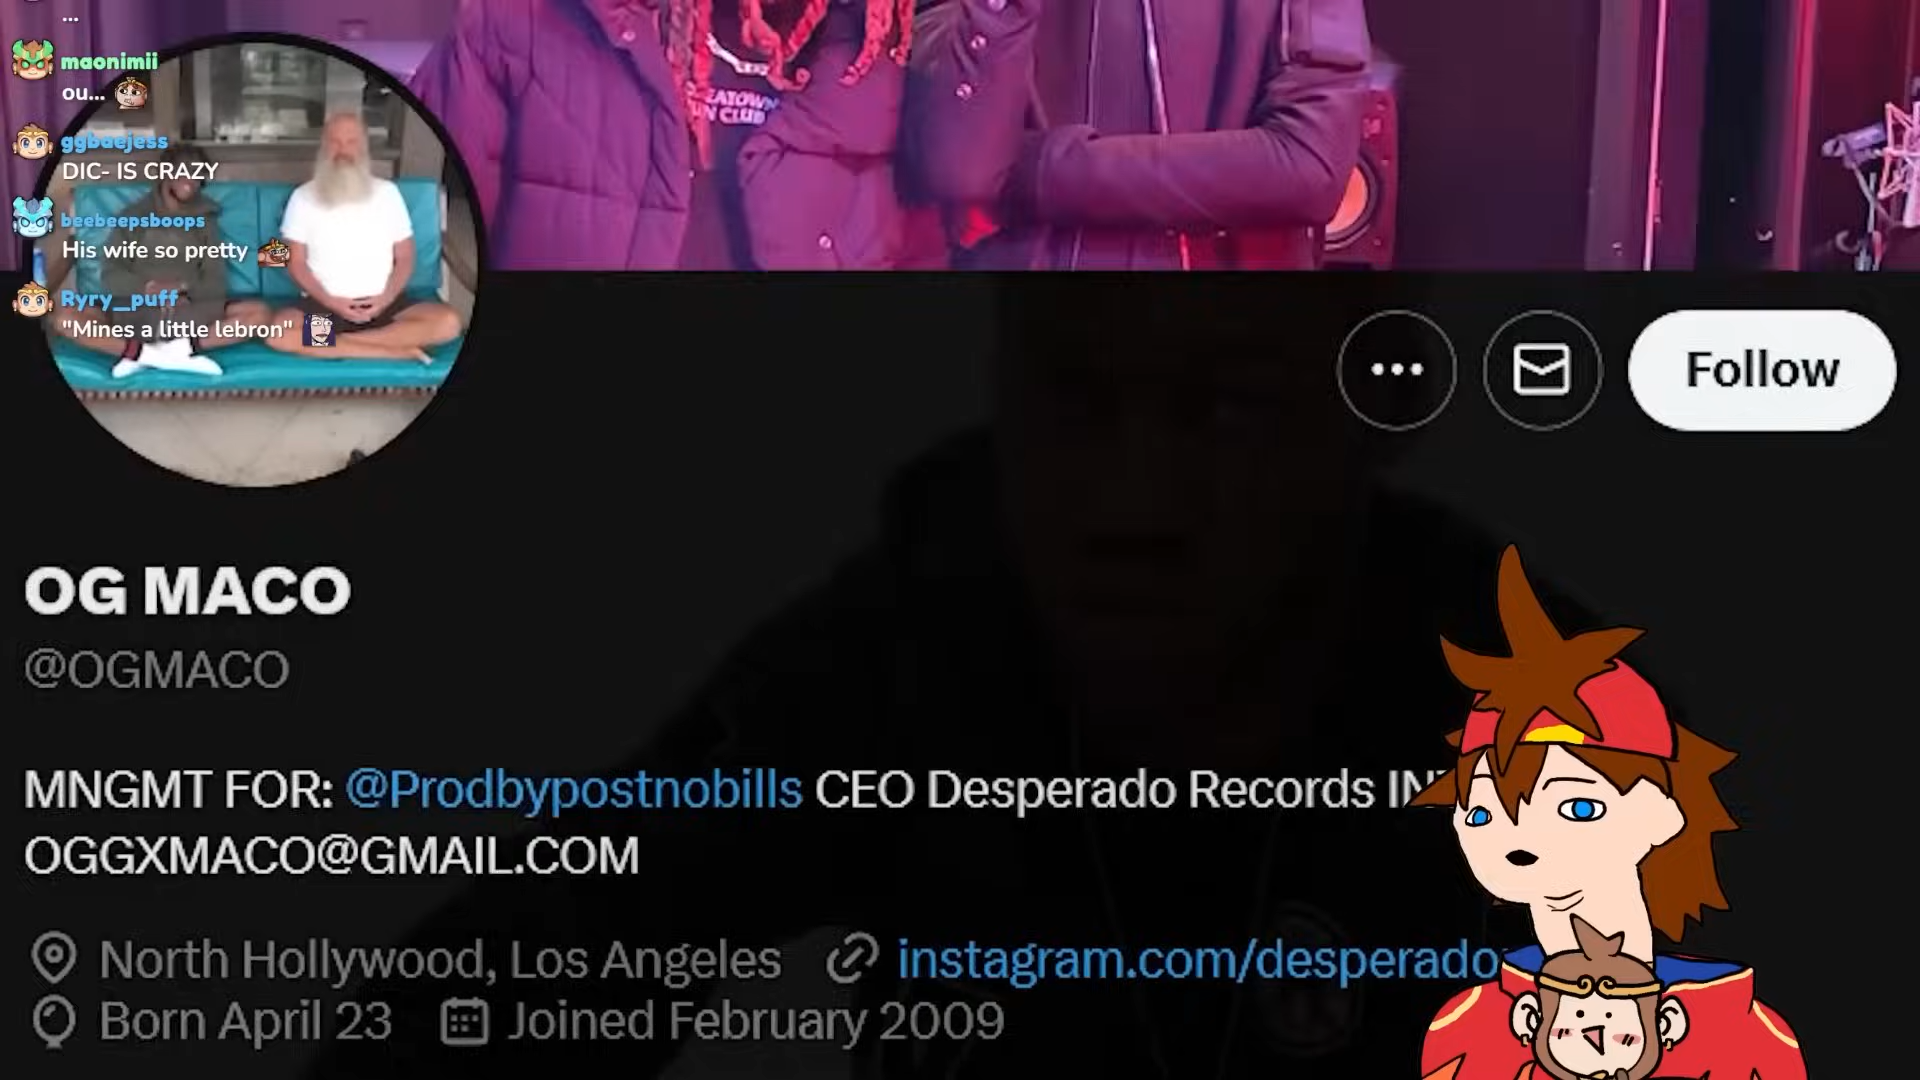 ...
maonimii
ou...
ggbaejess
DIC- IS CRAZY
beebeepsboops
His wife so pretty
Ryry_puff
"Mines a little lebron"
Follow
OG MACO
@OGMACO
MNGMT FOR: @Prodbypostnobills CEO Desperado Records
OGGXMACO@GMAIL.COM
North Hollywood, Los Angeles instagram.com/desperado
Born April 23 Joined February 2009